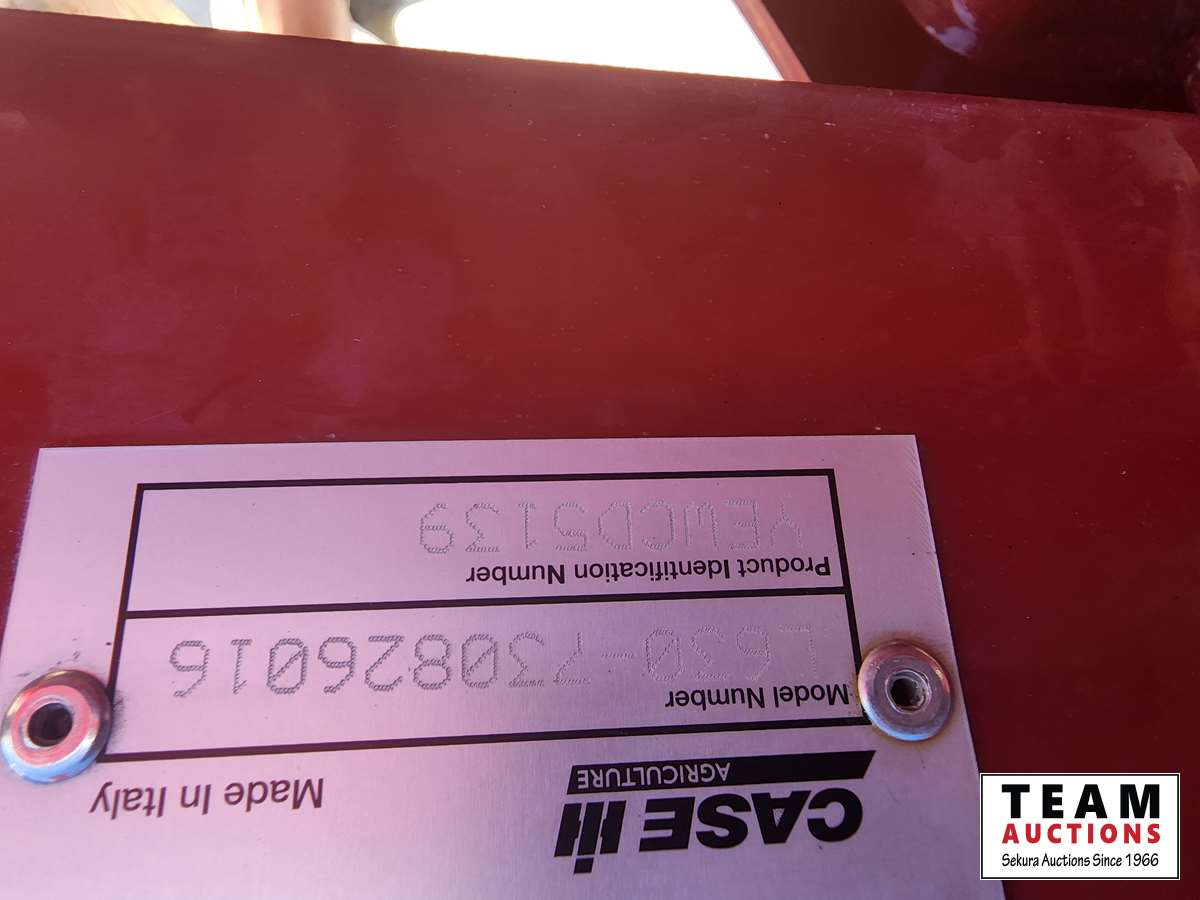 CASE IH
AGRICULTURE
Made In Italy
Model Number
L630-730826016
Product Identification Number
YEWCD5139
TEAM
AUCTIONS
Sekura Auctions Since 1966